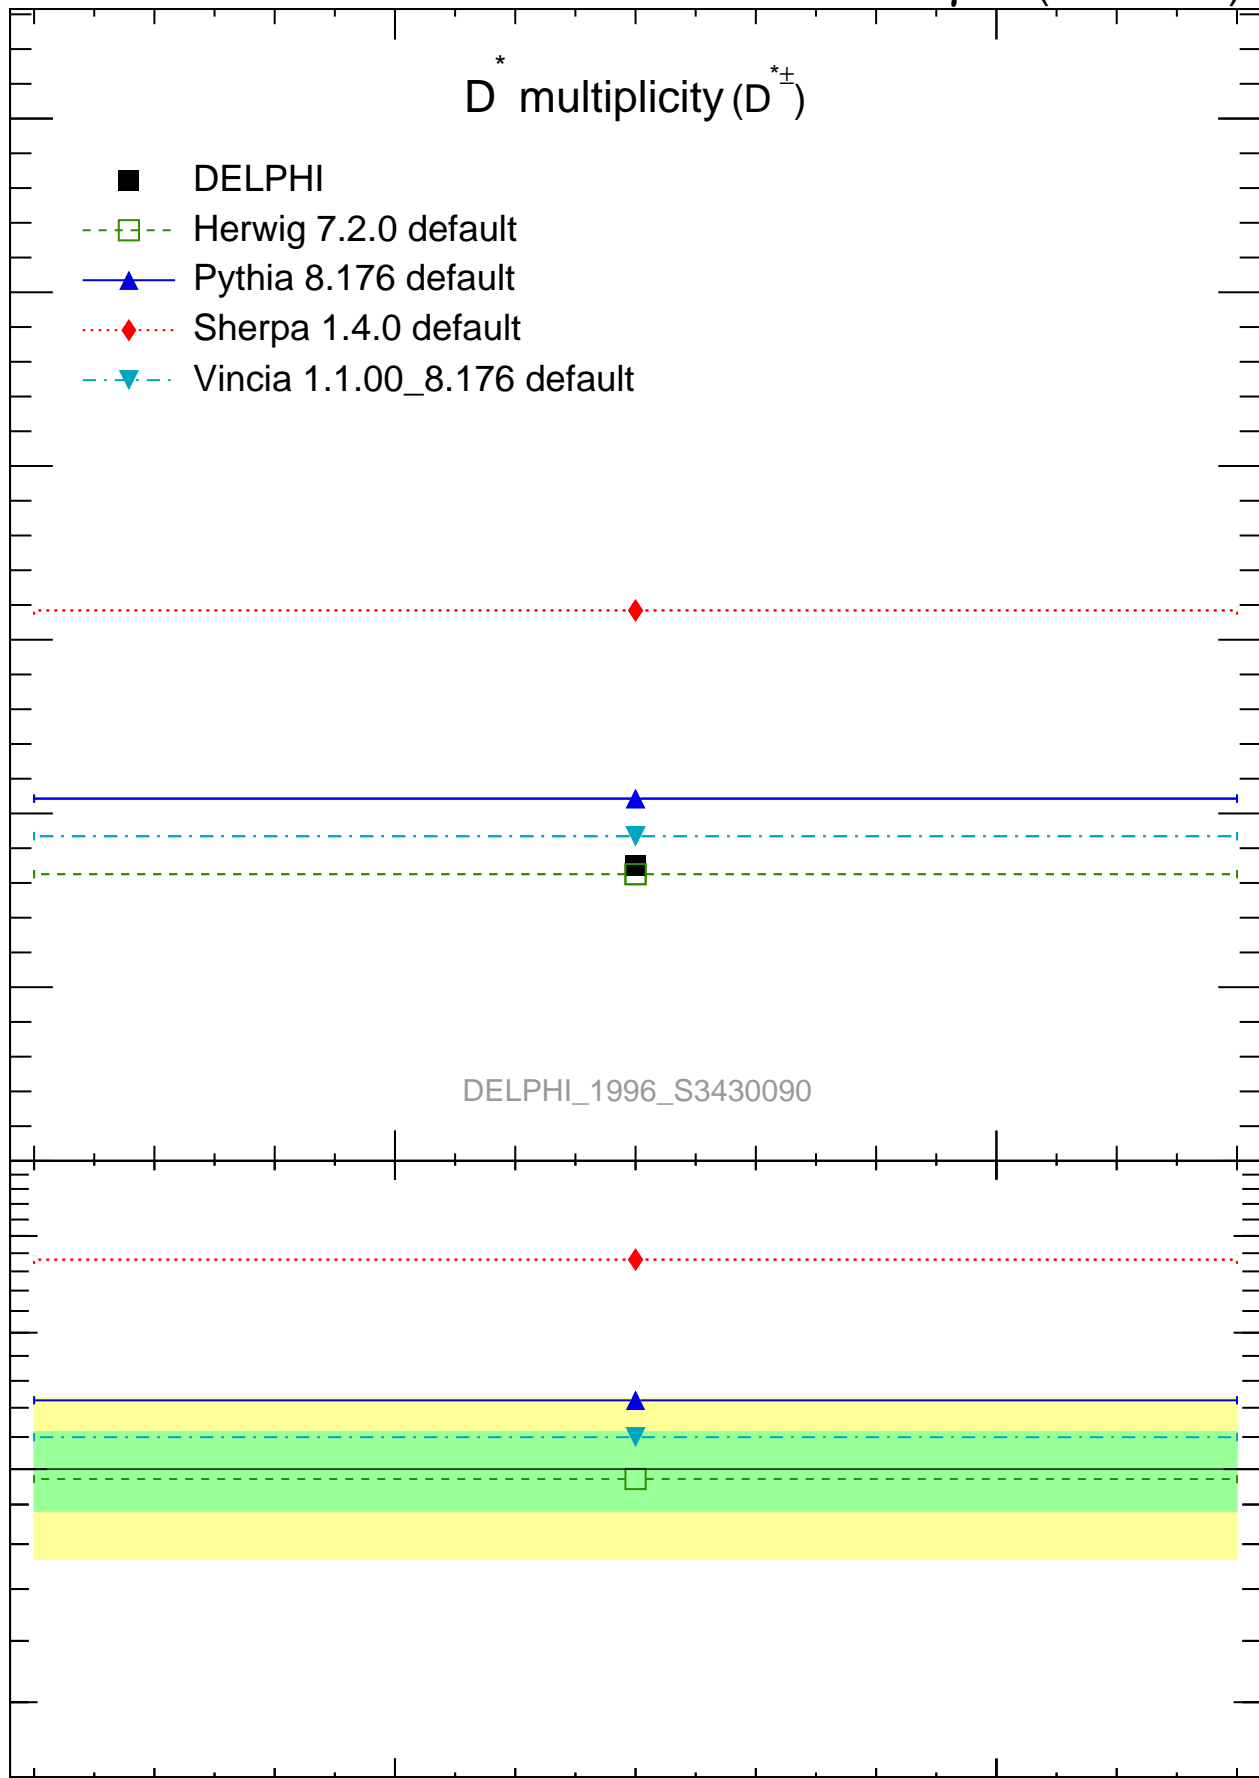 D* multiplicity (D*±)
DELPHI
Herwig 7.2.0 default
Pythia 8.176 default
Sherpa 1.4.0 default
Vincia 1.1.00_8.176 default
DELPHI_1996_S3430090